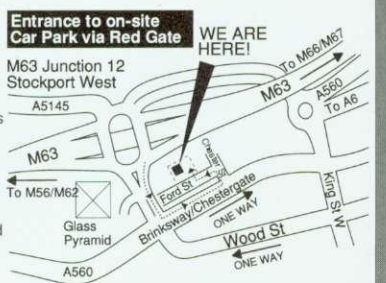 Entrance to on-site
Car Park via Red Gate
WE ARE
HERE!
M63 Junction 12
Stockport West
To M66/M67
A5145
M63
A560
To A6
M63
Chester
To M56/M62
Ford St
Brinksway/Chestergate
King St W
Glass
Pyramid
ONE WAY
Wood St
ONE WAY
A560